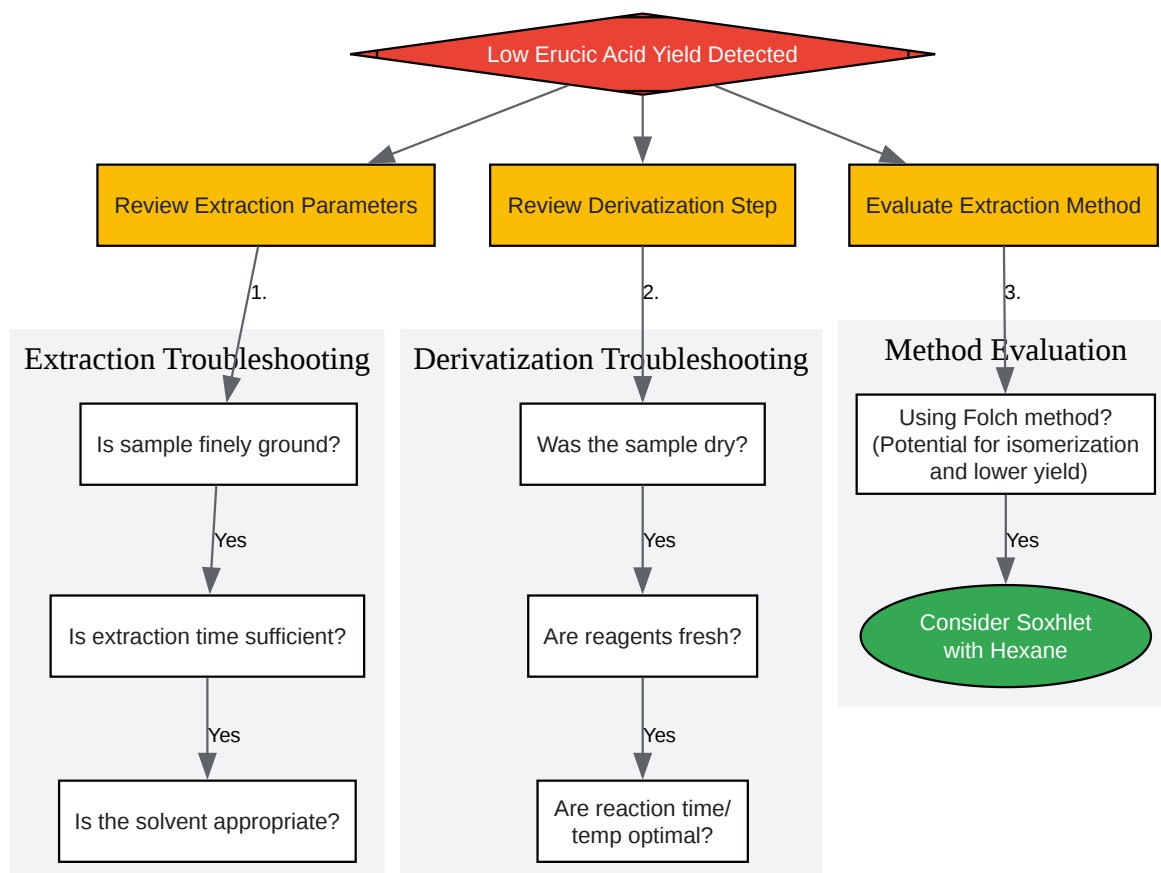 Low Erucic Acid Yield Detected
Review Extraction Parameters
Review Derivatization Step
Evaluate Extraction Method
1.
2.
3.
Extraction Troubleshooting
Derivatization Troubleshooting
Method Evaluation
Is sample finely ground?
Was the sample dry?
Using Folch method?
(Potential for isomerization
and lower yield)
Yes
Yes
Yes
Is extraction time sufficient?
Are reagents fresh?
Consider Soxhlet
with Hexane
Yes
Yes
Is the solvent appropriate?
Are reaction time/
temp optimal?